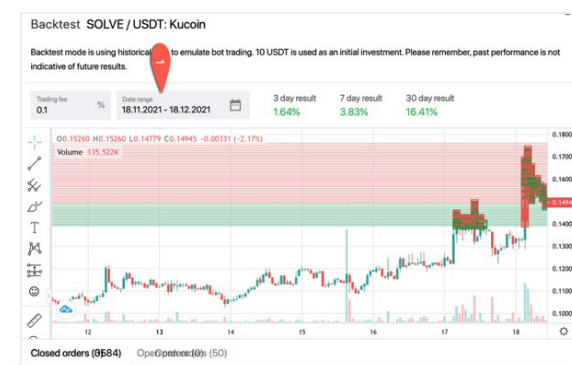 Backtest SOLVE / USDT: Kucoin
Backtest mode is using historical to emulate bot trading. 10 USDT is used as an initial investment. Please remember, past performance is not
indicative of future results.
1
Trading fee
0.1 %
Date range
18.11.2021 - 18.12.2021
3 day result
1.64%
7 day result
3.83%
30 day result
16.41%
O0.15260 H0.15260 L0.14779 C0.14945 -0.00331 (-2.17%)
Volume 135.522K
0.1800
0.1700
0.1600
0.1494
0.1400
0.1300
0.1200
0.1100
0.1000
12 13 14 15 16 17 18
Closed orders
(50)